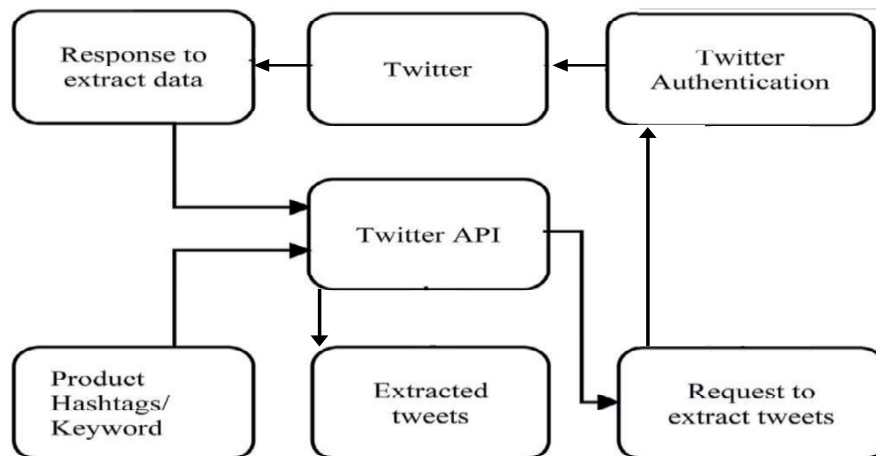 Response to
extract data
Twitter
Twitter
Authentication
Twitter API
Product
Hashtags/
Keyword
Extracted
tweets
Request to
extract tweets